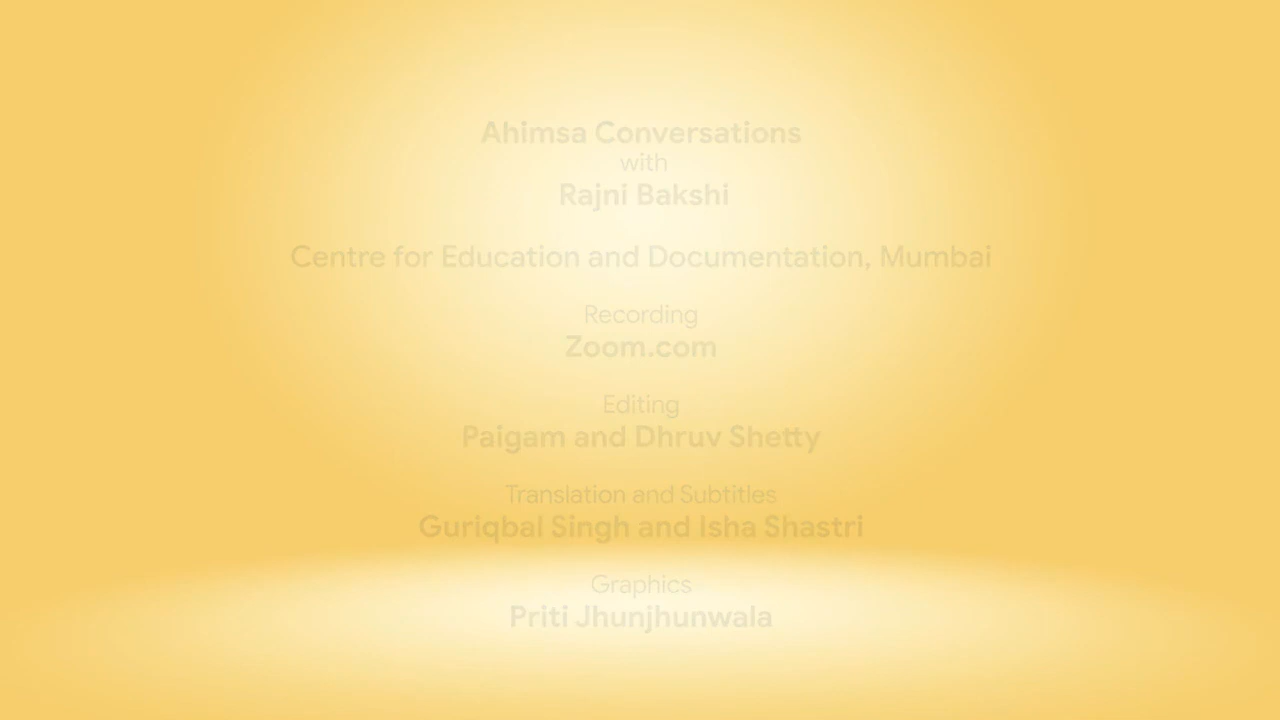 Ahimsa Conversations
with
Rajni Bakshi
Centre for Education and Documentation, Mumbai
Recording
Zoom.com
Editing
Paigam and Dhruv Shetty
Translation and Subtitles
Guriqbal Singh and Isha Shastri
Graphics
Priti Jhunjhunwala